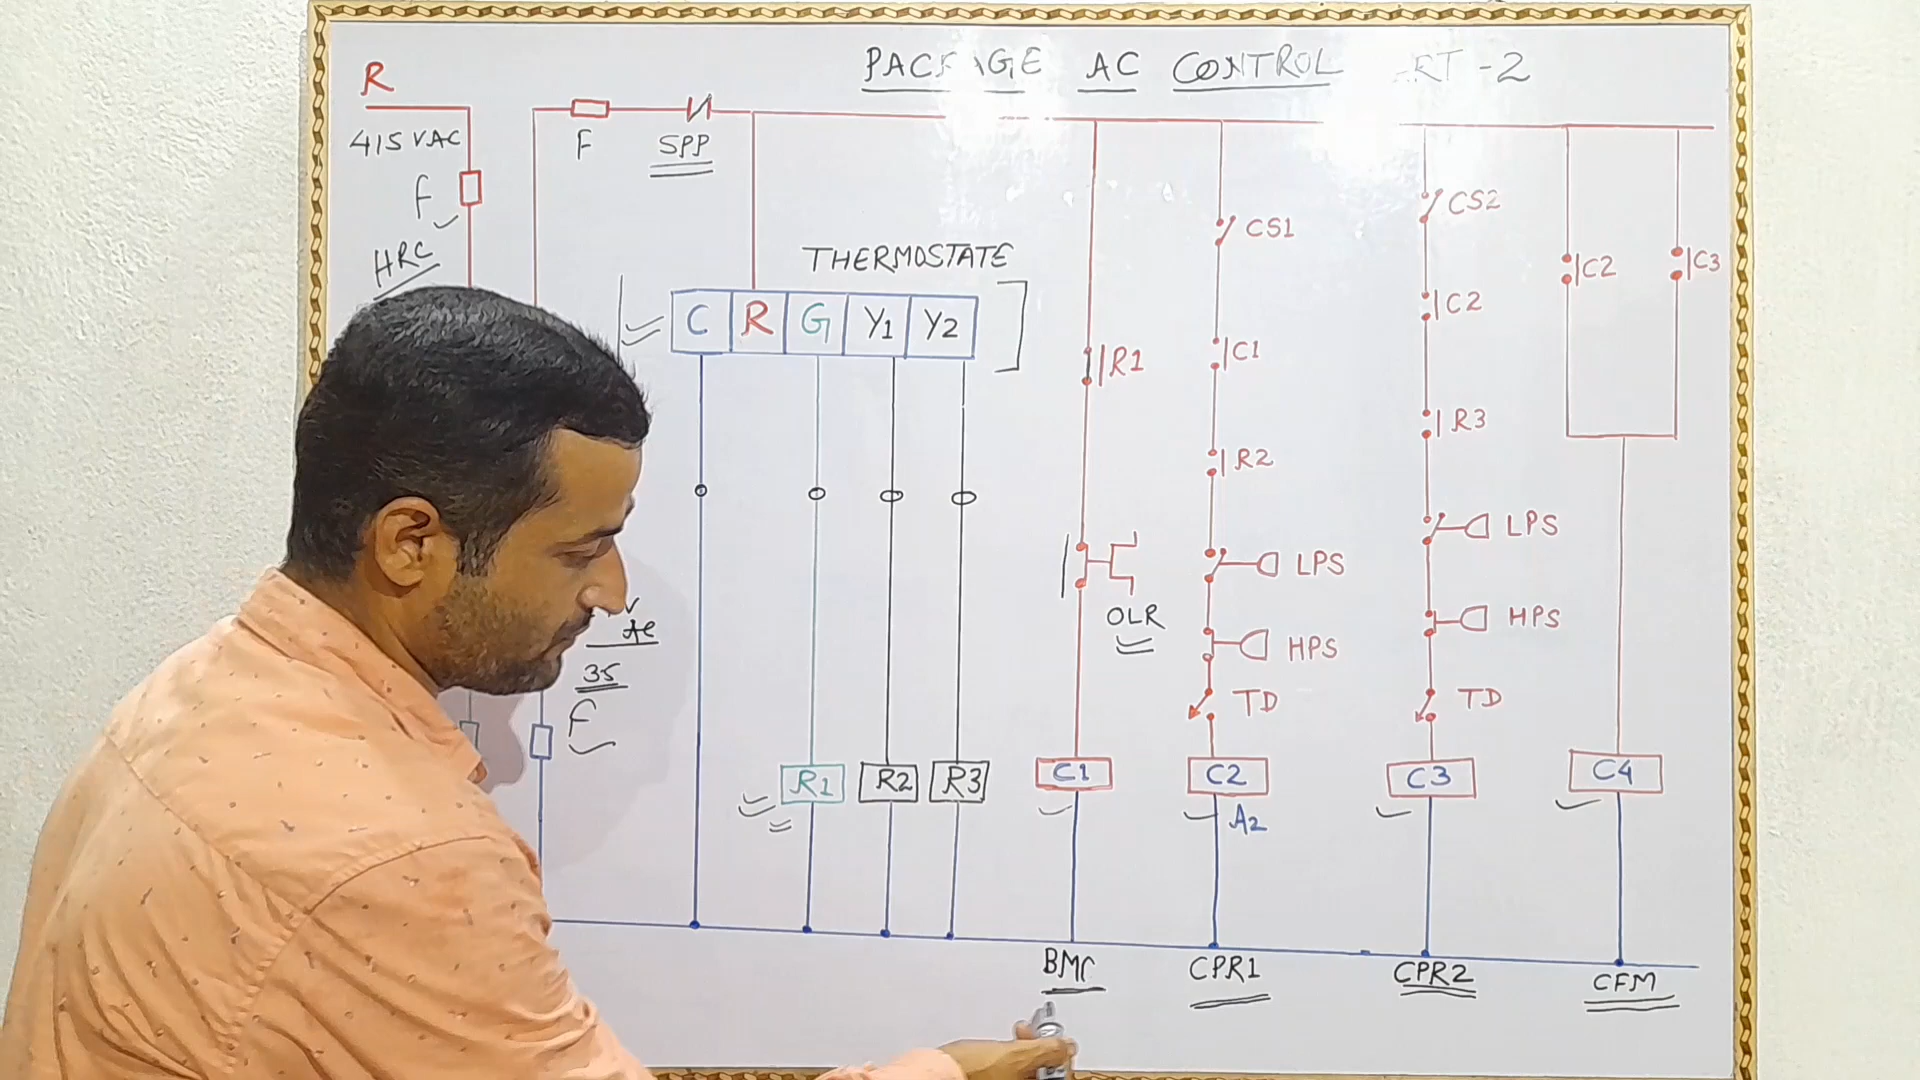 PACKAGE AC CONTROL RT-2
R
415 VAC
F
HRC
F
SPP
THERMOSTATE
C R G Y1 Y2
CS1
CS2
C2
C3
C1
C2
R1
R2
R3
LPS
LPS
OLR
HPS
HPS
TD
TD
35
F
R1 R2 R3 C1 C2 C3 C4
A2
BMC CPR1 CPR2 CFM